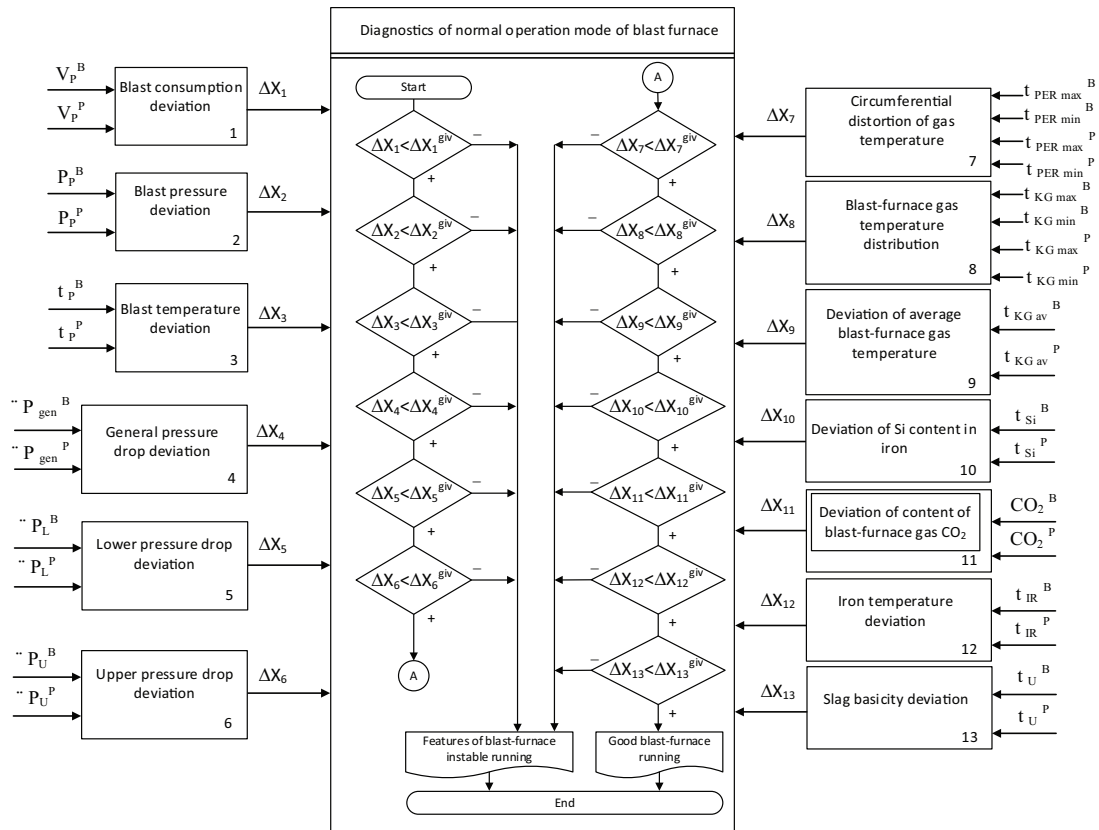 Diagnostics of normal operation mode of blast furnace
V_P^B
V_P^P
Blast consumption
deviation
1
ΔX₁
P_P^B
P_P^P
Blast pressure
deviation
2
ΔX₂
t_P^B
t_P^P
Blast temperature
deviation
3
ΔX₃
¨ P_gen^B
¨ P_gen^P
General pressure
drop deviation
4
ΔX₄
¨ P_L^B
¨ P_L^P
Lower pressure drop
deviation
5
ΔX₅
¨ P_U^B
¨ P_U^P
Upper pressure drop
deviation
6
ΔX₆
Start
ΔX₁<ΔX₁^giv
–
+
ΔX₂<ΔX₂^giv
–
+
ΔX₃<ΔX₃^giv
–
+
ΔX₄<ΔX₄^giv
–
+
ΔX₅<ΔX₅^giv
–
+
ΔX₆<ΔX₆^giv
–
+
A
A
ΔX₇<ΔX₇^giv
–
+
ΔX₈<ΔX₈^giv
–
+
ΔX₉<ΔX₉^giv
–
+
ΔX₁₀<ΔX₁₀^giv
–
+
ΔX₁₁<ΔX₁₁^giv
–
+
ΔX₁₂<ΔX₁₂^giv
–
+
ΔX₁₃<ΔX₁₃^giv
–
+
Features of blast-furnace
instable running
Good blast-furnace
running
End
ΔX₇
Circumferential
distortion of gas
temperature
7
t_PER max^B
t_PER min^B
t_PER max^P
t_PER min^P
ΔX₈
Blast-furnace gas
temperature
distribution
8
t_KG max^B
t_KG min^B
t_KG max^P
t_KG min^P
ΔX₉
Deviation of average
blast-furnace gas
temperature
9
t_KG av^B
t_KG av^P
ΔX₁₀
Deviation of Si content in
iron
10
t_Si^B
t_Si^P
ΔX₁₁
Deviation of content of
blast-furnace gas CO₂
11
CO₂^B
CO₂^P
ΔX₁₂
Iron temperature
deviation
12
t_IR^B
t_IR^P
ΔX₁₃
Slag basicity deviation
13
t_U^B
t_U^P